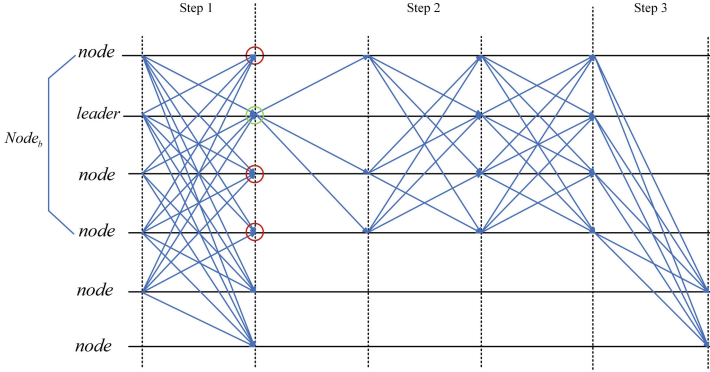 Step 1
Step 2
Step 3
node
leader
Node_h
node
node
node
node